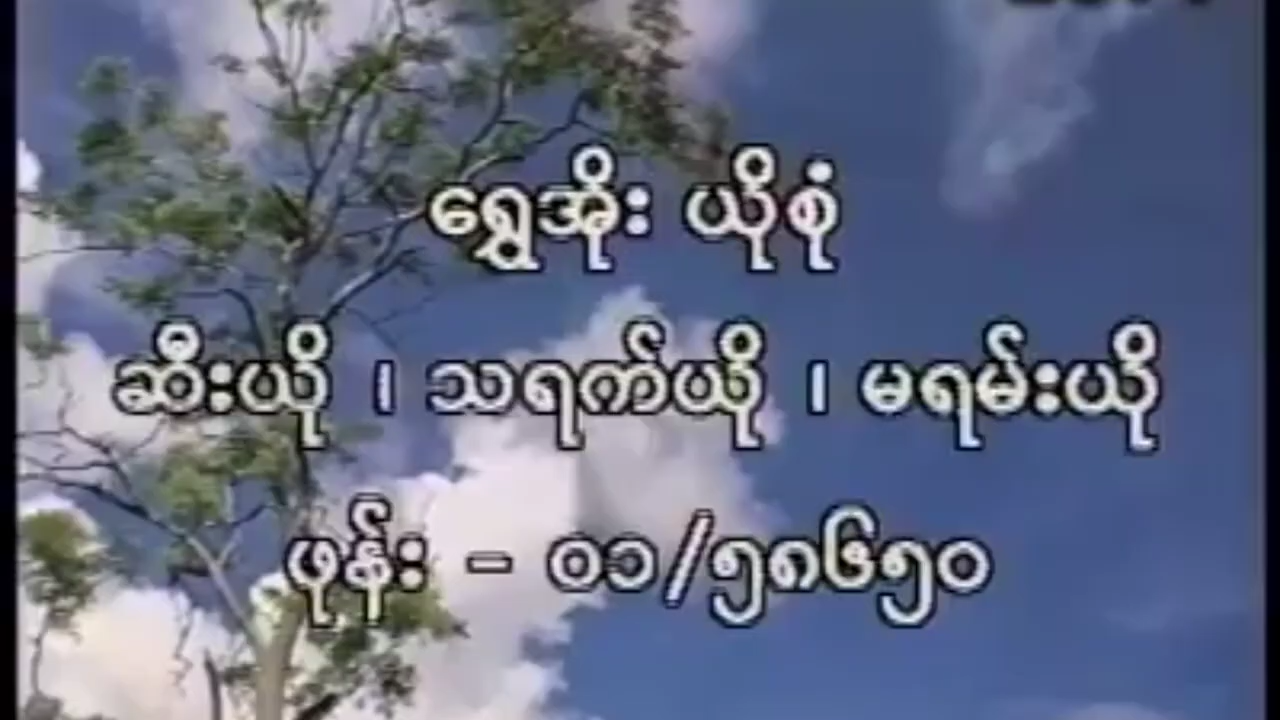 ရွှေအိုး ယိုစုံ
ဆီးယို ၊ သရက်ယို ၊ မရမ်းယို
ဖုန်း - ၀၁/၅၈၆၅၀